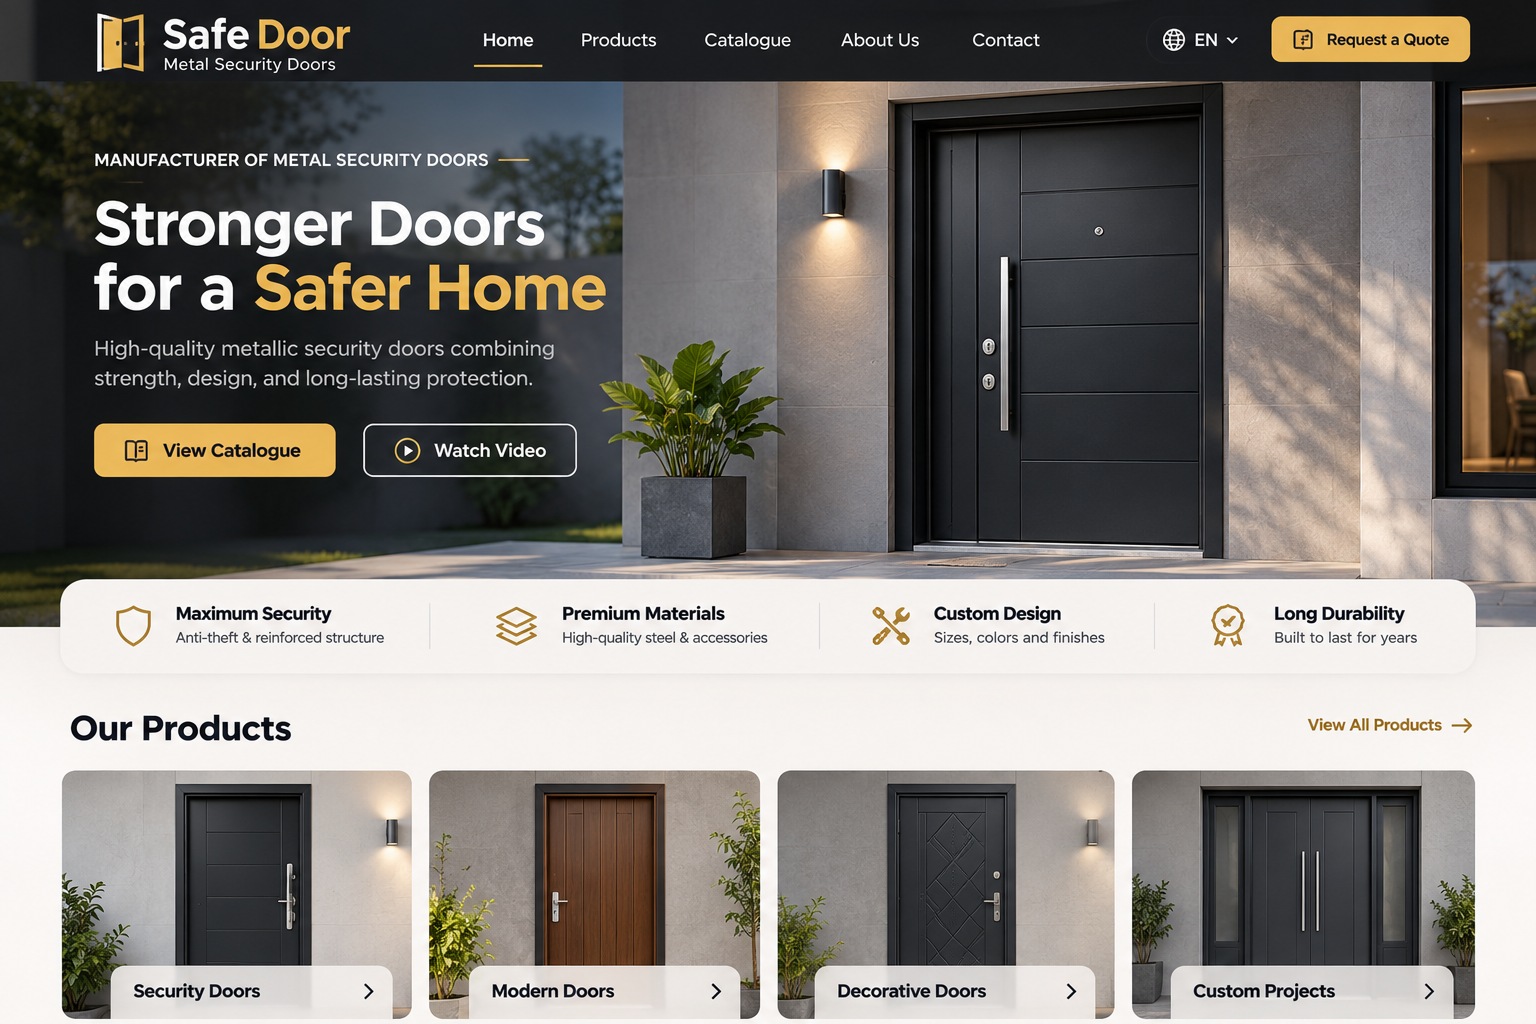 Safe Door
Metal Security Doors
Home
Products
Catalogue
About Us
Contact
EN
Request a Quote
MANUFACTURER OF METAL SECURITY DOORS
Stronger Doors
for a Safer Home
High-quality metallic security doors combining
strength, design, and long-lasting protection.
View Catalogue
Watch Video
Maximum Security
Anti-theft & reinforced structure
Premium Materials
High-quality steel & accessories
Custom Design
Sizes, colors and finishes
Long Durability
Built to last for years
Our Products
View All Products
Security Doors
Modern Doors
Decorative Doors
Custom Projects